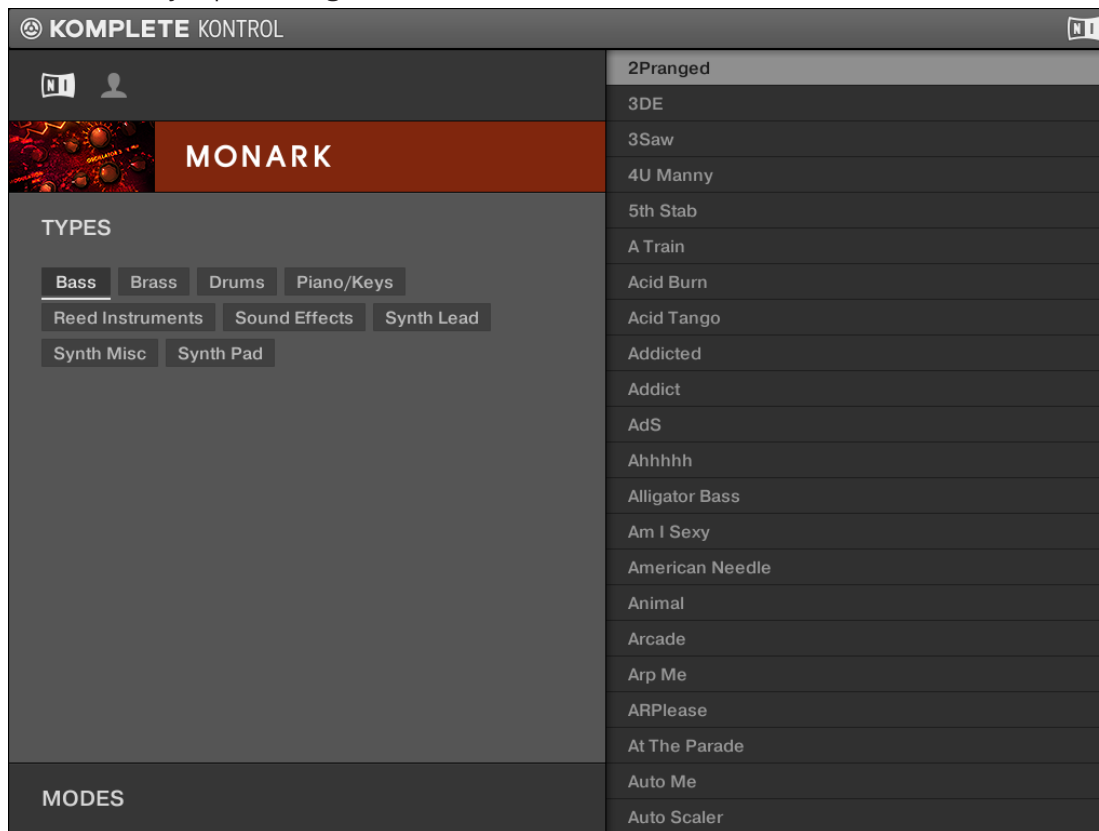 KOMPLETE KONTROL
NI
NI
MONARK
TYPES
Bass Brass Drums Piano/Keys
Reed Instruments Sound Effects Synth Lead
Synth Misc Synth Pad
MODES
2Pranged
3DE
3Saw
4U Manny
5th Stab
A Train
Acid Burn
Acid Tango
Addicted
Addict
AdS
Ahhhhh
Alligator Bass
Am I Sexy
American Needle
Animal
Arcade
Arp Me
ARPlease
At The Parade
Auto Me
Auto Scaler